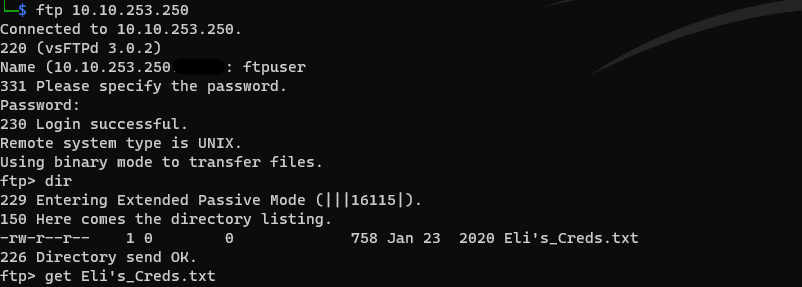 └─$ ftp 10.10.253.250
Connected to 10.10.253.250.
220 (vsFTPd 3.0.2)
Name (10.10.253.250 : ftpuser
331 Please specify the password.
Password:
230 Login successful.
Remote system type is UNIX.
Using binary mode to transfer files.
ftp> dir
229 Entering Extended Passive Mode (|||16115|).
150 Here comes the directory listing.
-rw-r--r--    1 0        0             758 Jan 23  2020 Eli's_Creds.txt
226 Directory send OK.
ftp> get Eli's_Creds.txt